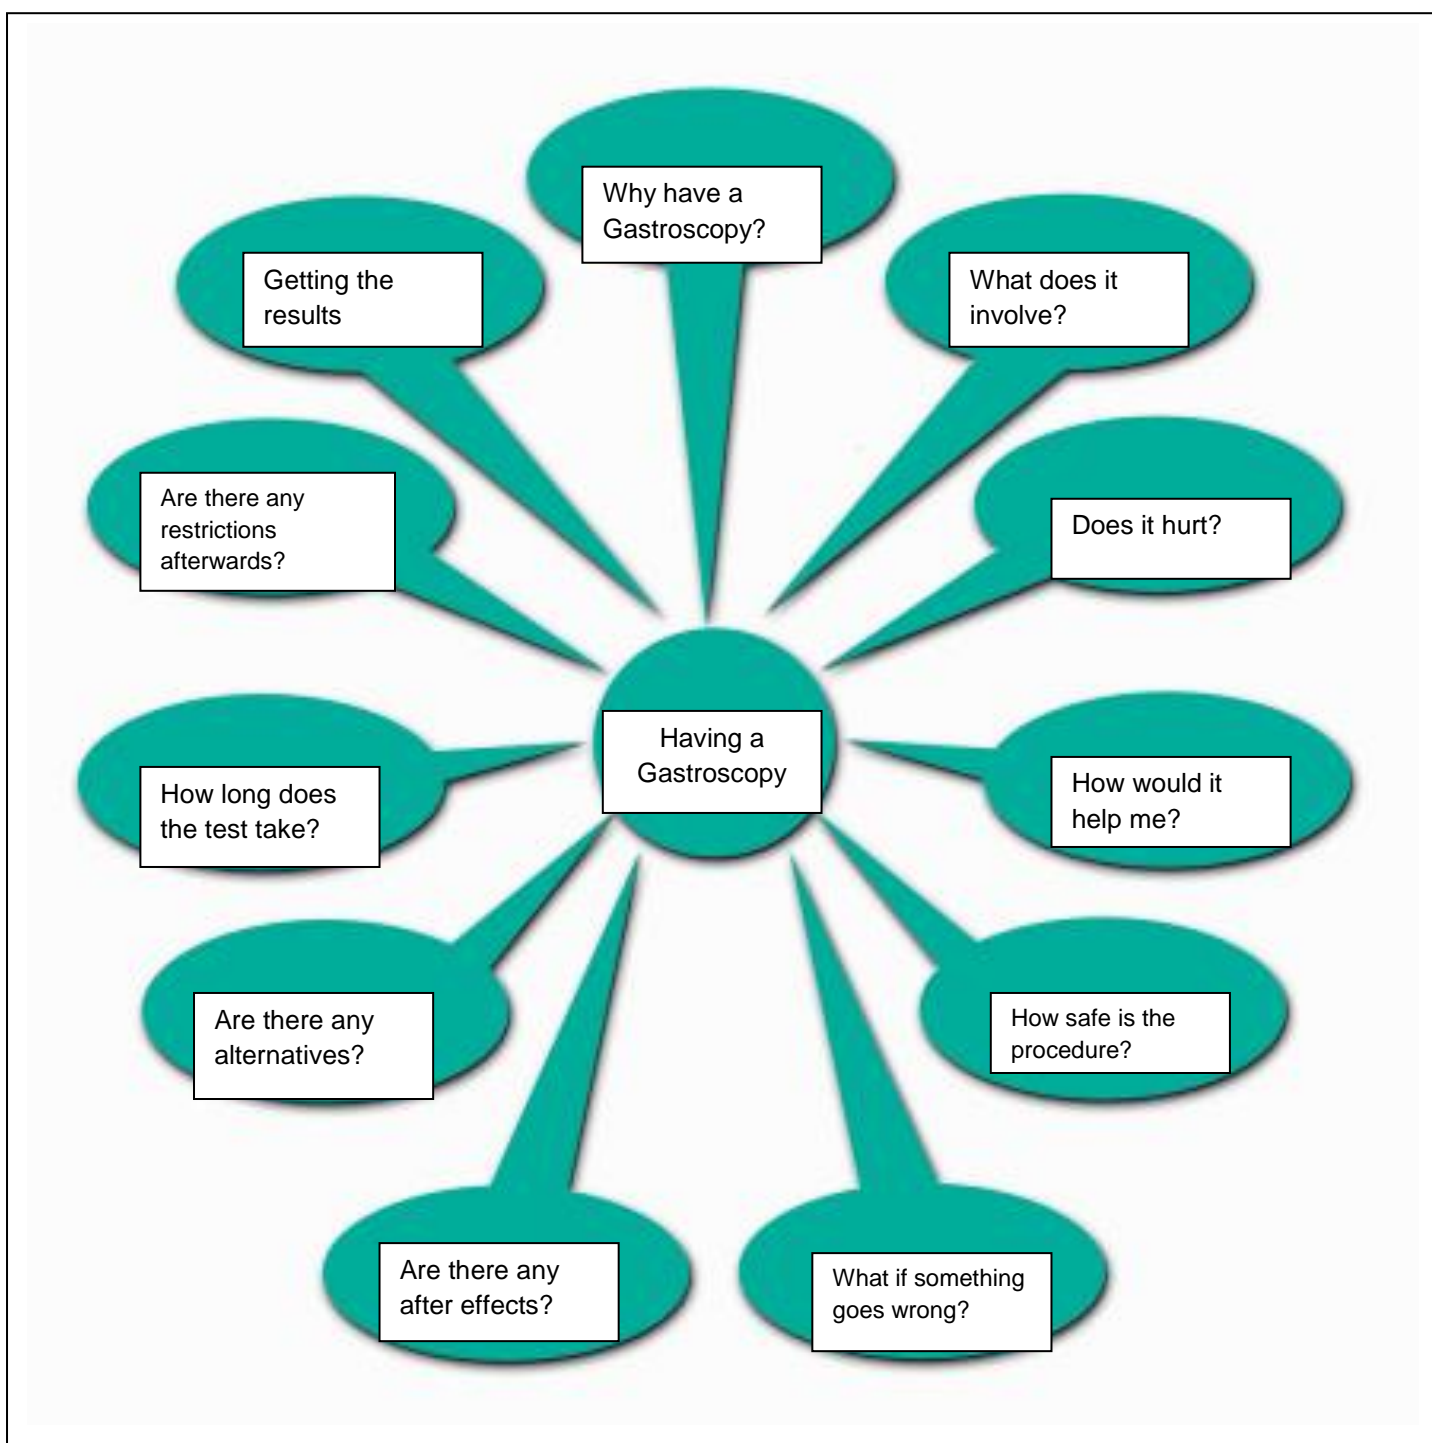 Why have a
Gastroscopy?
Getting the
results
What does it
involve?
Are there any
restrictions
afterwards?
Does it hurt?
Having a
Gastroscopy
How long does
the test take?
How would it
help me?
Are there any
alternatives?
How safe is the
procedure?
Are there any
after effects?
What if something
goes wrong?